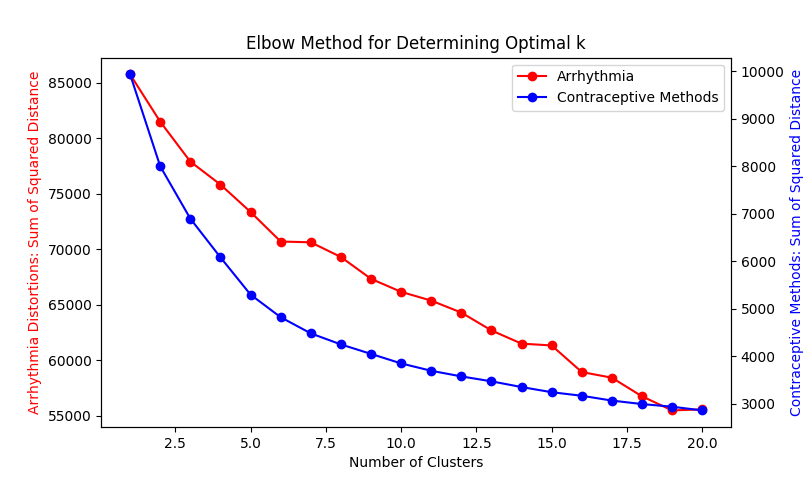 Elbow Method for Determining Optimal k
Arrhythmia Distortions: Sum of Squared Distance
85000
80000
75000
70000
65000
60000
55000
Arrhythmia
Contraceptive Methods
10000
9000
8000
7000
6000
5000
4000
3000
Contraceptive Methods: Sum of Squared Distance
2.5 5.0 7.5 10.0 12.5 15.0 17.5 20.0
Number of Clusters